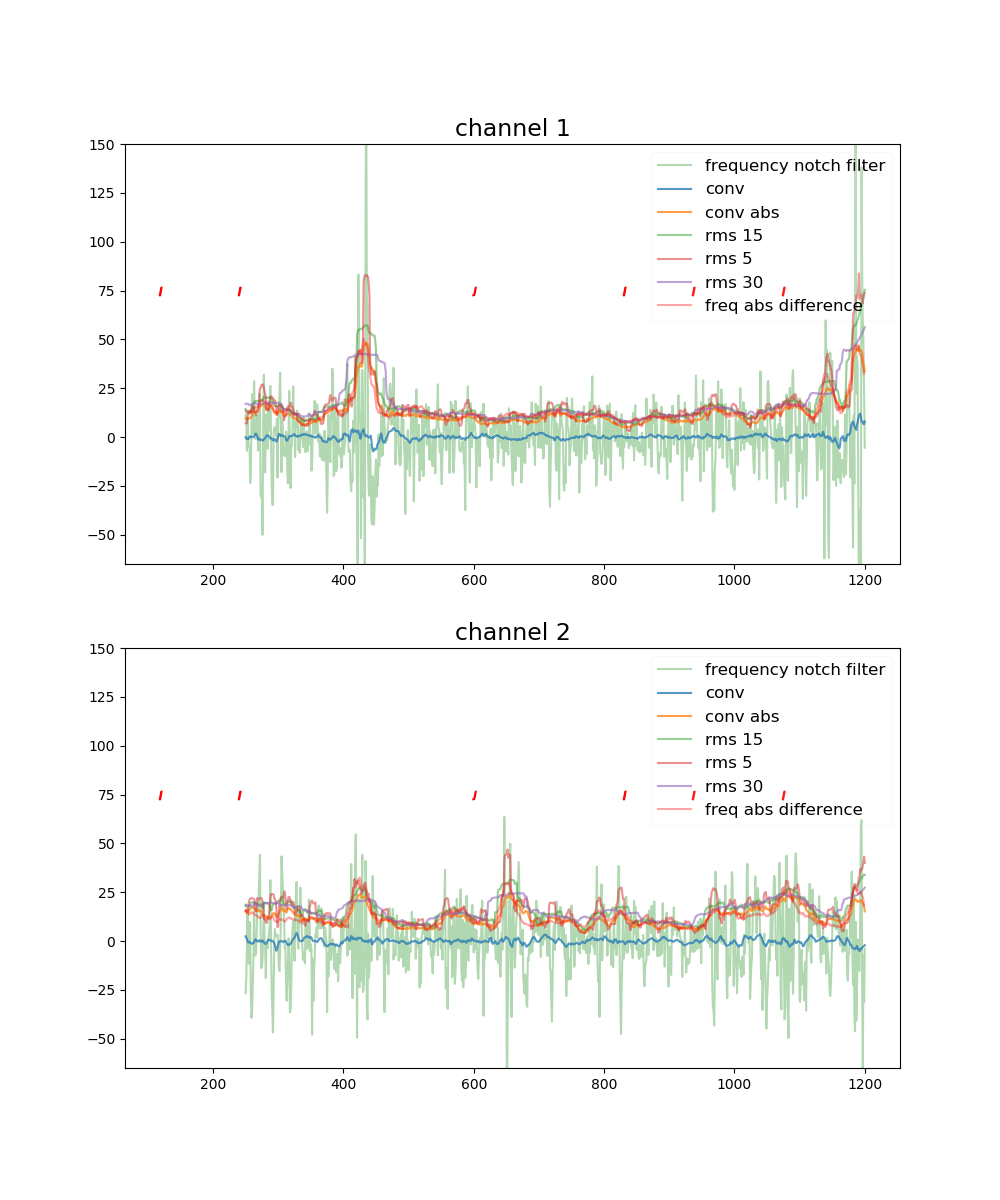 channel 1
150
125
100
75
50
25
0
−25
−50
frequency notch filter
conv
conv abs
rms 15
rms 5
rms 30
freq abs difference
200 400 600 800 1000 1200
channel 2
150
125
100
75
50
25
0
−25
−50
frequency notch filter
conv
conv abs
rms 15
rms 5
rms 30
freq abs difference
200 400 600 800 1000 1200